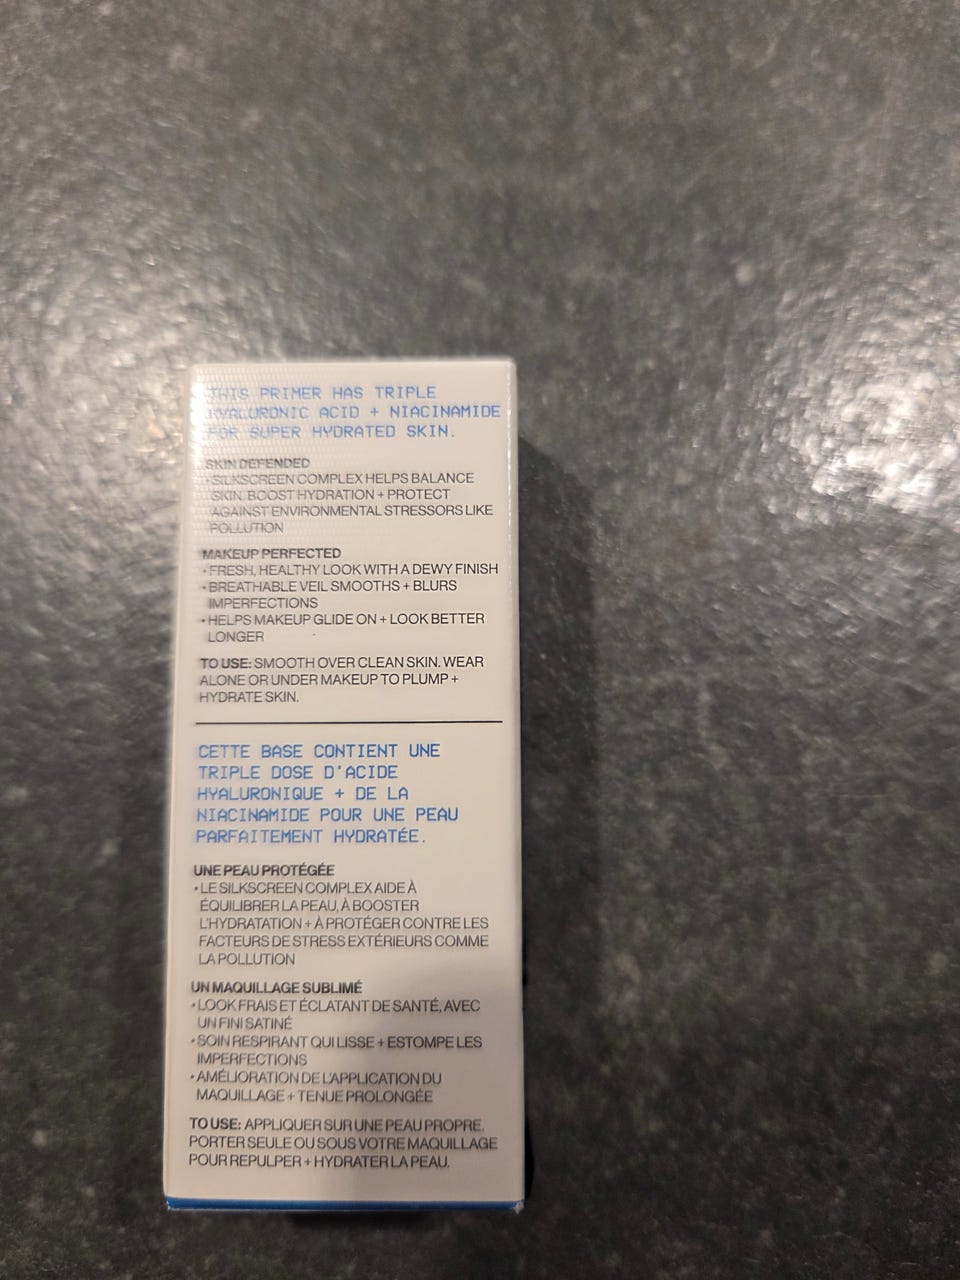 THIS PRIMER HAS TRIPLE
HYALURONIC ACID + NIACINAMIDE
FOR SUPER HYDRATED SKIN.
SKIN DEFENDED
• SILKSCREEN COMPLEX HELPS BALANCE
SKIN, BOOST HYDRATION + PROTECT
AGAINST ENVIRONMENTAL STRESSORS LIKE
POLLUTION
MAKEUP PERFECTED
• FRESH, HEALTHY LOOK WITH A DEWY FINISH
• BREATHABLE VEIL SMOOTHS + BLURS
IMPERFECTIONS
• HELPS MAKEUP GLIDE ON + LOOK BETTER
LONGER
TO USE: SMOOTH OVER CLEAN SKIN. WEAR
ALONE OR UNDER MAKEUP TO PLUMP +
HYDRATE SKIN.
CETTE BASE CONTIENT UNE
TRIPLE DOSE D'ACIDE
HYALURONIQUE + DE LA
NIACINAMIDE POUR UNE PEAU
PARFAITEMENT HYDRATÉE.
UNE PEAU PROTÉGÉE
• LE SILKSCREEN COMPLEX AIDE À
ÉQUILIBRER LA PEAU, À BOOSTER
L'HYDRATATION + À PROTÉGER CONTRE LES
FACTEURS DE STRESS EXTÉRIEURS COMME
LA POLLUTION
UN MAQUILLAGE SUBLIMÉ
• LOOK FRAIS ET ÉCLATANT DE SANTÉ, AVEC
UN FINI SATINÉ
• SOIN RESPIRANT QUI LISSE + ESTOMPE LES
IMPERFECTIONS
• AMÉLIORATION DE L'APPLICATION DU
MAQUILLAGE + TENUE PROLONGÉE
TO USE: APPLIQUER SUR UNE PEAU PROPRE.
PORTER SEULE OU SOUS VOTRE MAQUILLAGE
POUR REPULPER + HYDRATER LA PEAU.